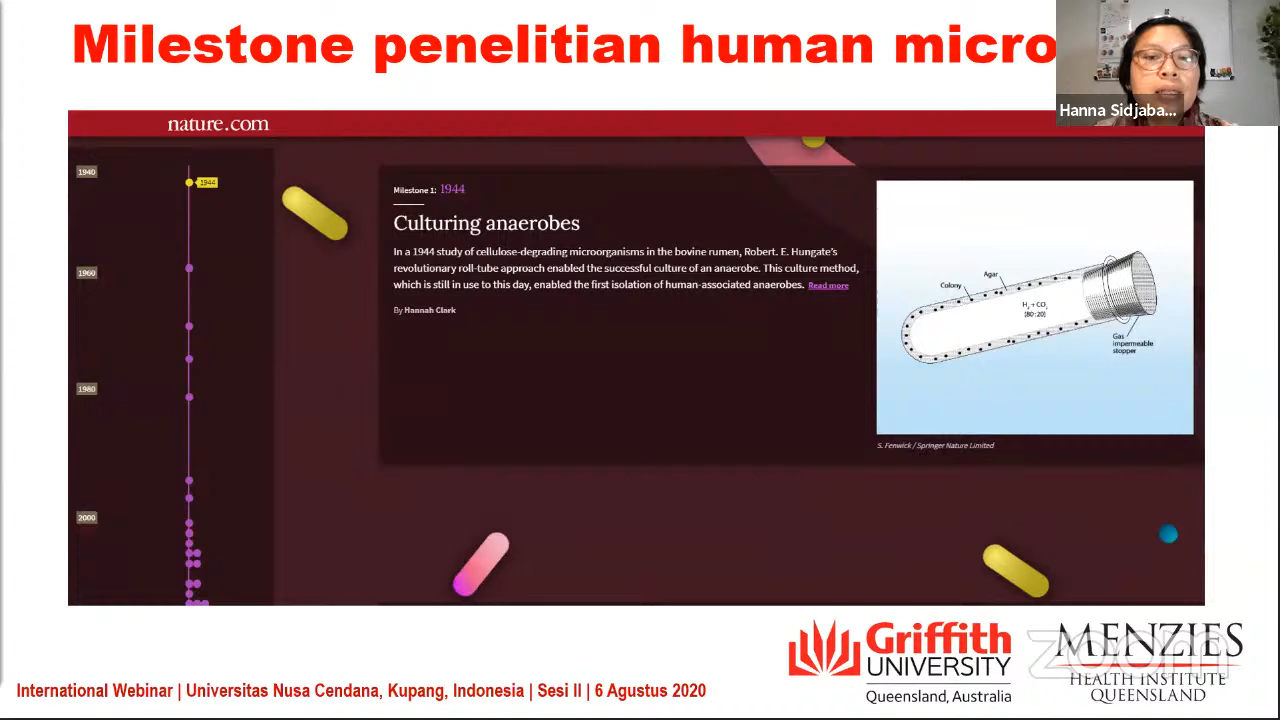 Milestone penelitian human micro
Hanna Sidjaba...
nature.com
1940
1944
1960
1980
2000
Milestone 1: 1944
Culturing anaerobes
In a 1944 study of cellulose-degrading microorganisms in the bovine rumen, Robert. E. Hungate's
revolutionary roll-tube approach enabled the successful culture of an anaerobe. This culture method,
which is still in use to this day, enabled the first isolation of human-associated anaerobes. Read more
By Hannah Clark
Agar
Colony
H₂ + CO₂
(80:20)
Gas
impermeable
stopper
S. Fenwick / Springer Nature Limited
Griffith
UNIVERSITY
Queensland, Australia
MENZIES
HEALTH INSTITUTE
QUEENSLAND
zoom
International Webinar | Universitas Nusa Cendana, Kupang, Indonesia | Sesi II | 6 Agustus 2020